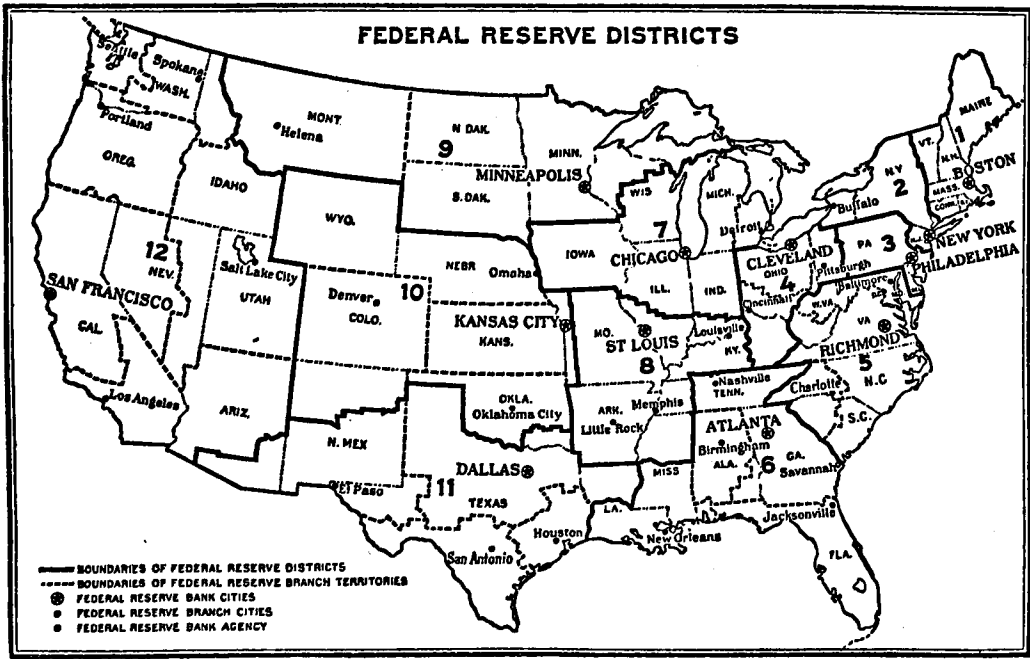 FEDERAL RESERVE DISTRICTS
Seattle
Spokane
WASH.
Portland
OREG.
IDAHO
MONT.
Helena
N DAK.
9
S. DAK.
MINN.
MINNEAPOLIS
WIS
MICH.
7
Detroit
WYO.
IOWA
CHICAGO
NEBR
Omaha
ILL.
IND.
12
NEV.
SAN FRANCISCO
CAL.
Los Angeles
Salt Lake City
UTAH
ARIZ.
Denver
COLO.
10
KANSAS CITY
KANS.
MO.
ST LOUIS
8
Louisville
KY.
CLEVELAND
OHIO
4
Cincinnati
Pittsburgh
PA
3
N.Y
2
Buffalo
VT.
N.H.
MAINE
1
BOSTON
MASS.
CONN.
NEW YORK
N.J.
PHILADELPHIA
Baltimore
W.VA.
VA
RICHMOND
5
Charlotte
N.C
S.C.
N. MEX
El Paso
OKLA.
Oklahoma City
ARK.
Little Rock
Memphis
Nashville
TENN.
ATLANTA
Birmingham
ALA.
6
GA.
Savannah
Jacksonville
FLA.
MISS
LA.
New Orleans
DALLAS
11
TEXAS
Houston
San Antonio
BOUNDARIES OF FEDERAL RESERVE DISTRICTS
BOUNDARIES OF FEDERAL RESERVE BRANCH TERRITORIES
FEDERAL RESERVE BANK CITIES
FEDERAL RESERVE BRANCH CITIES
FEDERAL RESERVE BANK AGENCY